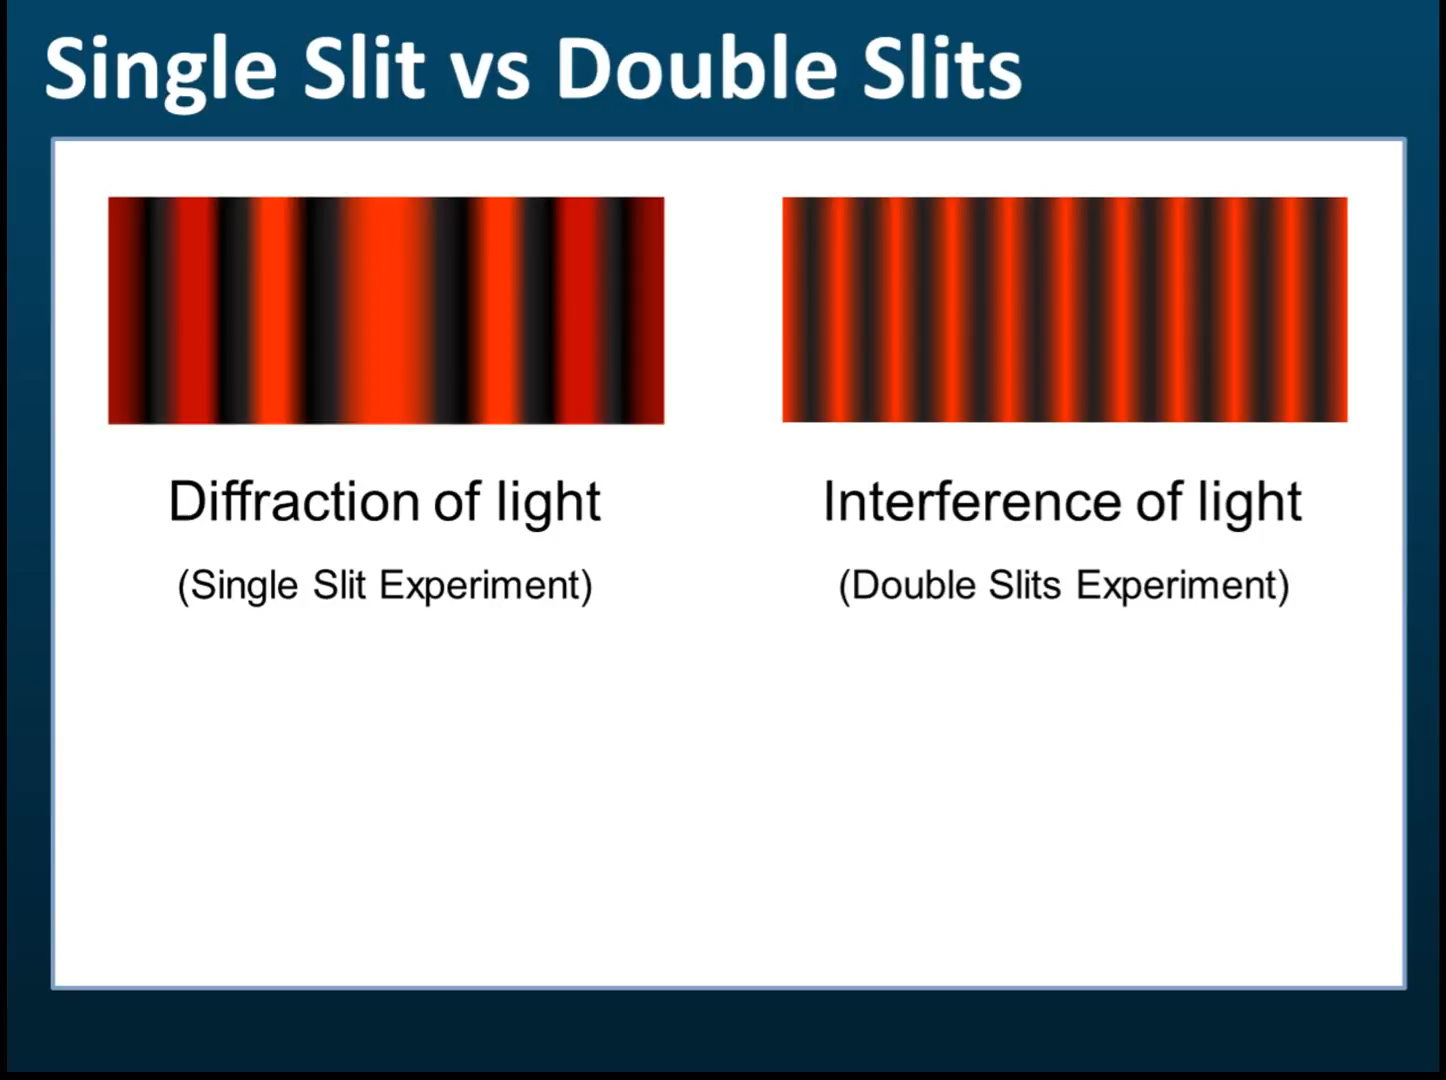 Single Slit vs Double Slits
Diffraction of light
(Single Slit Experiment)
Interference of light
(Double Slits Experiment)